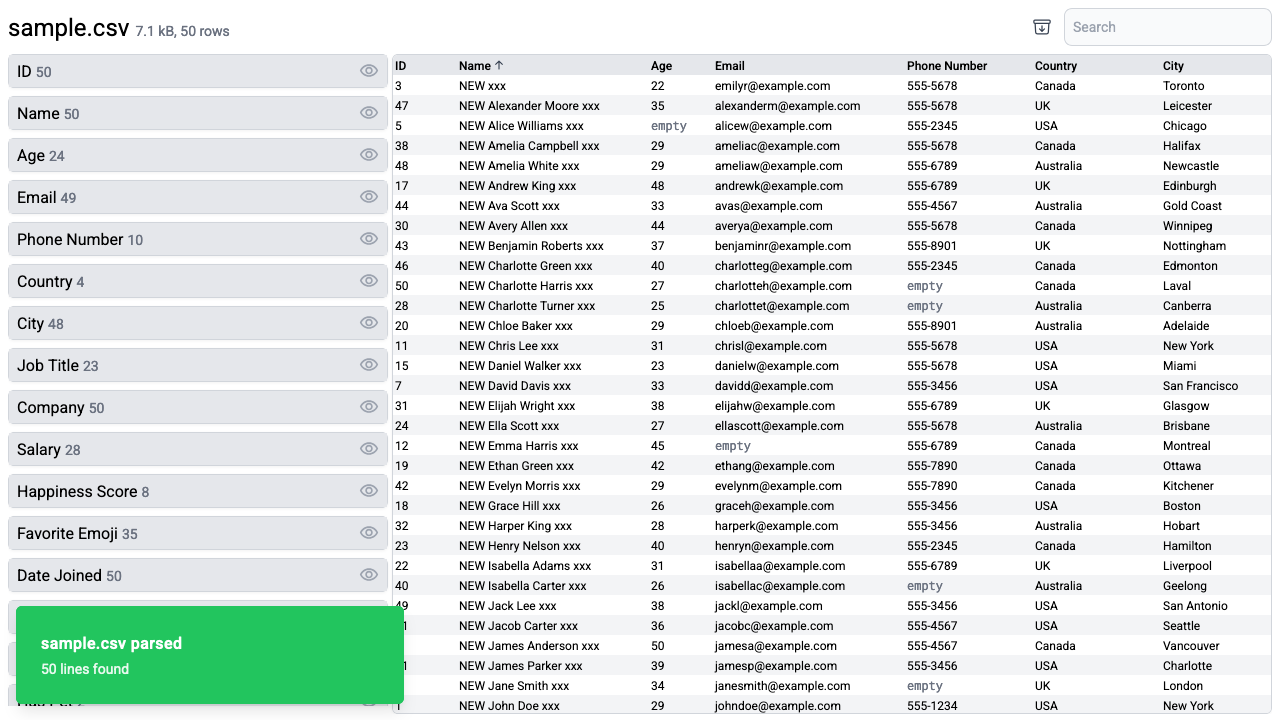 sample.csv 7.1 kB, 50 rows
Search
ID 50
Name 50
Age 24
Email 49
Phone Number 10
Country 4
City 48
Job Title 23
Company 50
Salary 28
Happiness Score 8
Favorite Emoji 35
Date Joined 50
sample.csv parsed
50 lines found
ID Name ↑ Age Email Phone Number Country City
3 NEW xxx 22 emilyr@example.com 555-5678 Canada Toronto
47 NEW Alexander Moore xxx 35 alexanderm@example.com 555-5678 UK Leicester
5 NEW Alice Williams xxx empty alicew@example.com 555-2345 USA Chicago
38 NEW Amelia Campbell xxx 29 ameliac@example.com 555-5678 Canada Halifax
48 NEW Amelia White xxx 29 ameliaw@example.com 555-6789 Australia Newcastle
17 NEW Andrew King xxx 48 andrewk@example.com 555-6789 UK Edinburgh
44 NEW Ava Scott xxx 33 avas@example.com 555-4567 Australia Gold Coast
30 NEW Avery Allen xxx 44 averya@example.com 555-5678 Canada Winnipeg
43 NEW Benjamin Roberts xxx 37 benjaminr@example.com 555-8901 UK Nottingham
46 NEW Charlotte Green xxx 40 charlotteg@example.com 555-2345 Canada Edmonton
50 NEW Charlotte Harris xxx 27 charlotteh@example.com empty Canada Laval
28 NEW Charlotte Turner xxx 25 charlottet@example.com empty Australia Canberra
20 NEW Chloe Baker xxx 29 chloeb@example.com 555-8901 Australia Adelaide
11 NEW Chris Lee xxx 31 chrisl@example.com 555-5678 USA New York
15 NEW Daniel Walker xxx 23 danielw@example.com 555-5678 USA Miami
7 NEW David Davis xxx 33 davidd@example.com 555-3456 USA San Francisco
31 NEW Elijah Wright xxx 38 elijahw@example.com 555-6789 UK Glasgow
24 NEW Ella Scott xxx 27 ellascott@example.com 555-5678 Australia Brisbane
12 NEW Emma Harris xxx 45 empty 555-6789 Canada Montreal
19 NEW Ethan Green xxx 42 ethang@example.com 555-7890 Canada Ottawa
42 NEW Evelyn Morris xxx 29 evelynm@example.com 555-7890 Canada Kitchener
18 NEW Grace Hill xxx 26 graceh@example.com 555-3456 USA Boston
32 NEW Harper King xxx 28 harperk@example.com 555-3456 Australia Hobart
23 NEW Henry Nelson xxx 40 henryn@example.com 555-2345 Canada Hamilton
22 NEW Isabella Adams xxx 31 isabellaa@example.com 555-6789 UK Liverpool
40 NEW Isabella Carter xxx 26 isabellac@example.com empty Australia Geelong
49 NEW Jack Lee xxx 38 jackl@example.com 555-3456 USA San Antonio
NEW Jacob Carter xxx 36 jacobc@example.com 555-4567 USA Seattle
NEW James Anderson xxx 50 jamesa@example.com 555-4567 Canada Vancouver
NEW James Parker xxx 39 jamesp@example.com 555-3456 USA Charlotte
NEW Jane Smith xxx 34 janesmith@example.com empty UK London
1 NEW John Doe xxx 29 johndoe@example.com 555-1234 USA New York